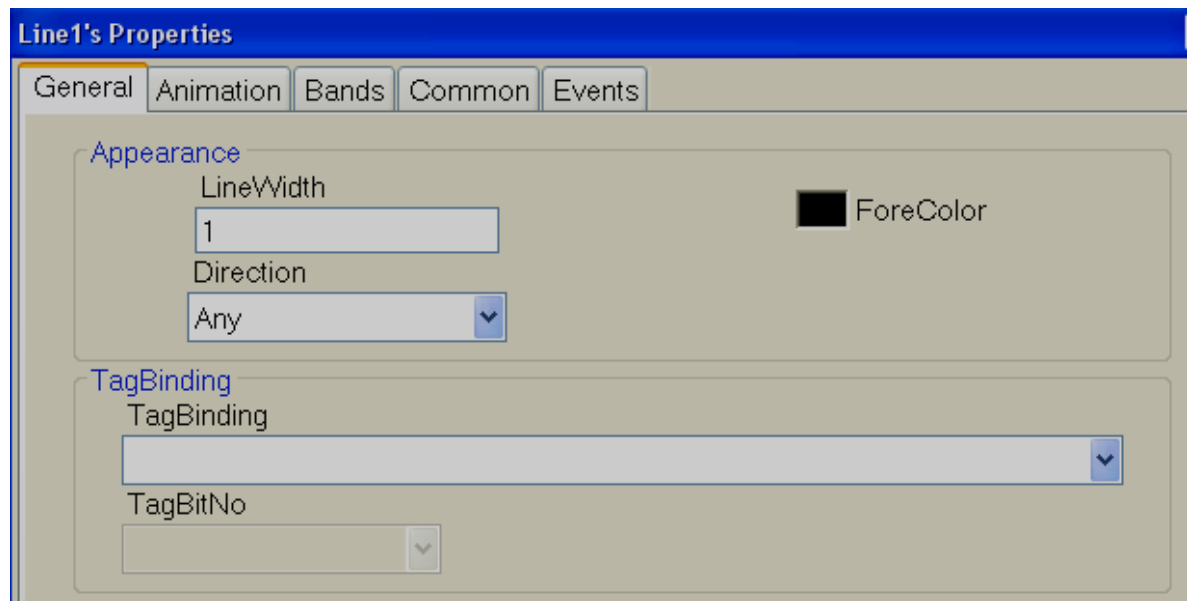 Line1's Properties
General Animation Bands Common Events
Appearance
LineWidth
1
ForeColor
Direction
Any
TagBinding
TagBinding
TagBitNo